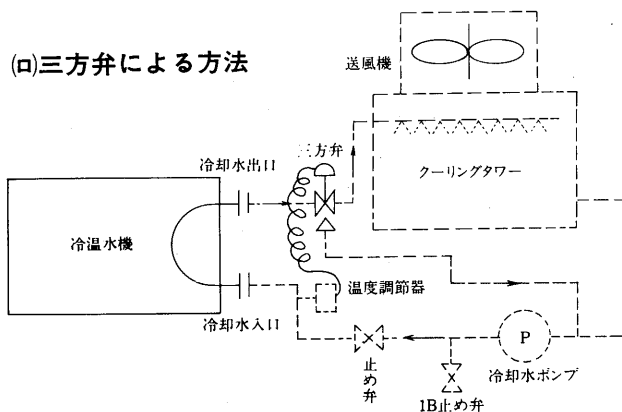 (ロ)三方弁による方法
送風機
三方弁
冷却水出口
クーリングタワー
冷温水機
温度調節器
冷却水入口
P
止め弁
冷却水ポンプ
1B止め弁